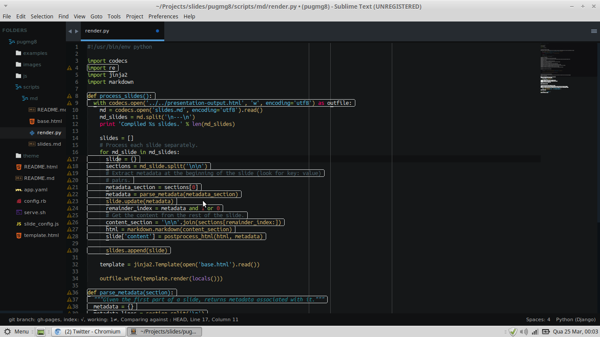 ~/Projects/slides/pugmg8/scripts/md/render.py • (pugmg8) - Sublime Text (UNREGISTERED)
File Edit Selection Find View Goto Tools Project Preferences Help
FOLDERS
pugmg8
examples
images
js
scripts
md
README.m
base.html
render.py
slides.md
theme
README.html
README.md
app.yaml
config.rb
serve.sh
slide_config.js
template.html
render.py
1 #!/usr/bin/env python
2
3 import codecs
4 import re
5 import jinja2
6 import markdown
7
8 def process_slides():
9 with codecs.open('../../presentation-output.html', 'w', encoding='utf8') as outfile:
10 md = codecs.open('slides.md', encoding='utf8').read()
11 md_slides = md.split('\n---\n')
12 print 'Compiled %s slides.' % len(md_slides)
13
14 slides = []
15 # Process each slide separately.
16 for md_slide in md_slides:
17 slide = {}
18 sections = md_slide.split('\n\n')
19 # Extract metadata at the beginning of the slide (look for key: value)
20 # pairs.
21 metadata_section = sections[0]
22 metadata = parse_metadata(metadata_section)
23 slide.update(metadata)
24 remainder_index = metadata and 1 or 0
25 # Get the content from the rest of the slide.
26 content_section = '\n\n'.join(sections[remainder_index:])
27 html = markdown.markdown(content_section)
28 slide['content'] = postprocess_html(html, metadata)
29
30 slides.append(slide)
31
32 template = jinja2.Template(open('base.html').read())
33
34 outfile.write(template.render(locals()))
35
36 def parse_metadata(section):
37 """Given the first part of a slide, returns metadata associated with it."""
38 metadata = {}
git branch: gh-pages, index: ✓, working: 1≠, Comparing against : HEAD, Line 17, Column 11
Spaces: 4
Python (Django)
Menu
(2) Twitter - Chromium
~/Projects/slides/pug...
Qua 25 Mar, 00:03